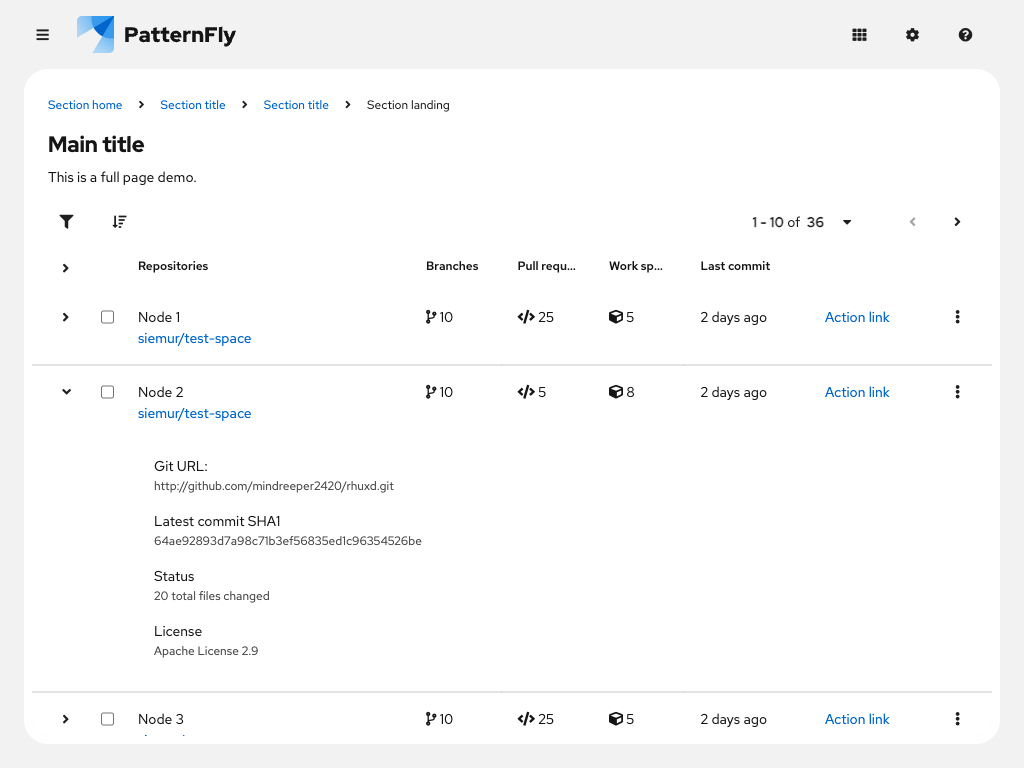 PatternFly
Section home Section title Section title Section landing
Main title
This is a full page demo.
1 - 10 of 36
Repositories Branches Pull requ... Work sp... Last commit
Node 1 10 25 5 2 days ago Action link
siemur/test-space
Node 2 10 5 8 2 days ago Action link
siemur/test-space
Git URL:
http://github.com/mindreeper2420/rhuxd.git
Latest commit SHA1
64ae92893d7a98c71b3ef56835ed1c96354526be
Status
20 total files changed
License
Apache License 2.9
Node 3 10 25 5 2 days ago Action link